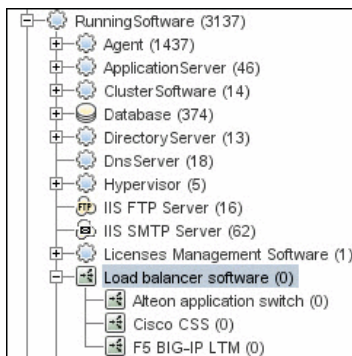 RunningSoftware (3137)
Agent (1437)
ApplicationServer (46)
ClusterSoftware (14)
Database (374)
DirectoryServer (13)
DnsServer (18)
Hypervisor (5)
FTP IIS FTP Server (16)
IIS SMTP Server (62)
Licenses Management Software (1)
Load balancer software (0)
Alteon application switch (0)
Cisco CSS (0)
F5 BIG-IP LTM (0)